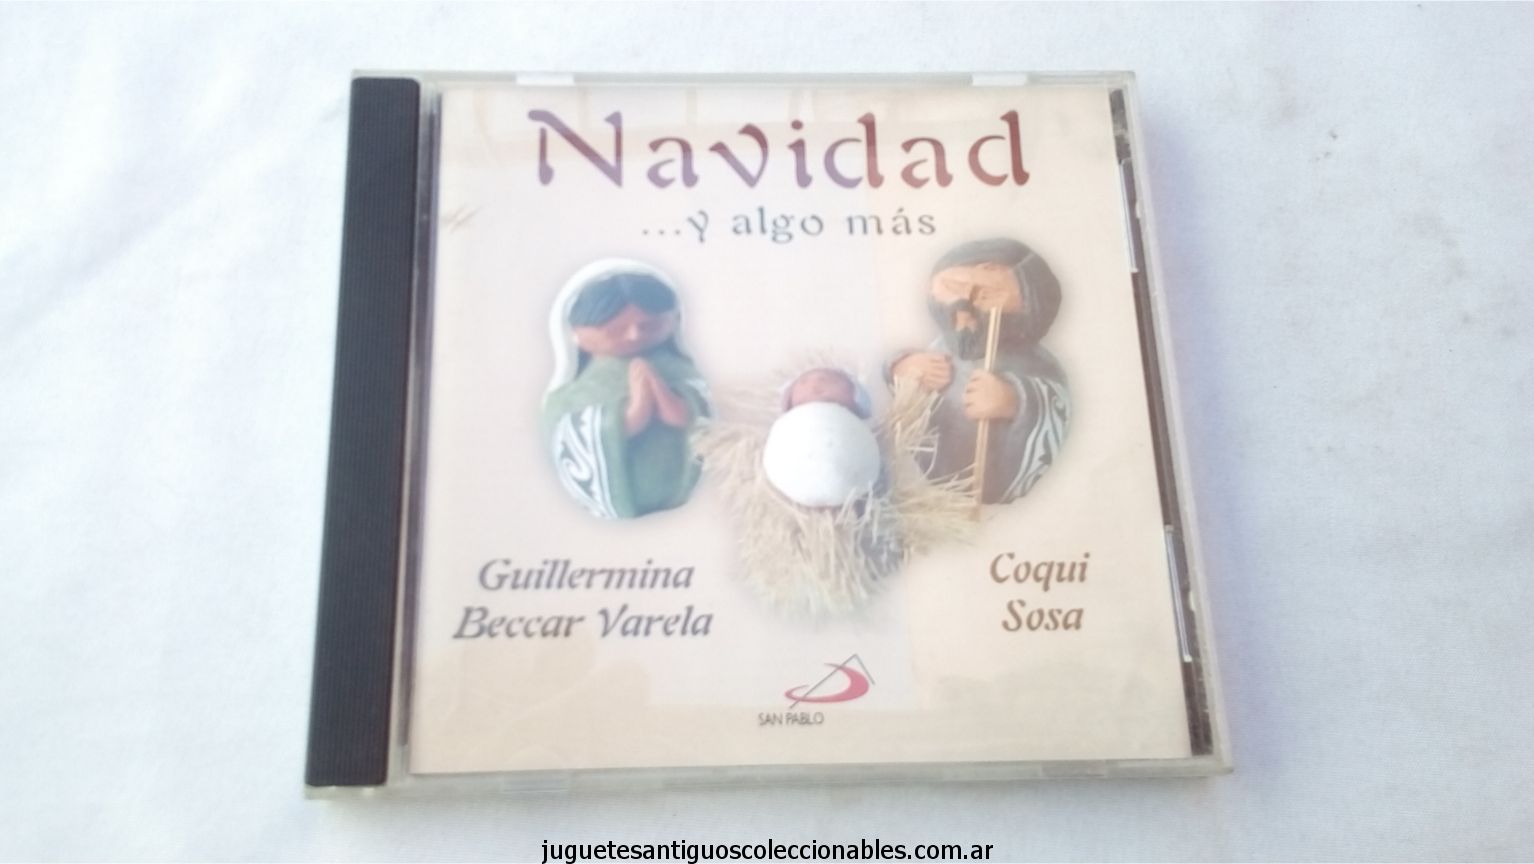 Navidad
...y algo más
Guillermina
Beccar Varela
Coqui
Sosa
SAN PABLO
juguetesantiguoscoleccionables.com.ar